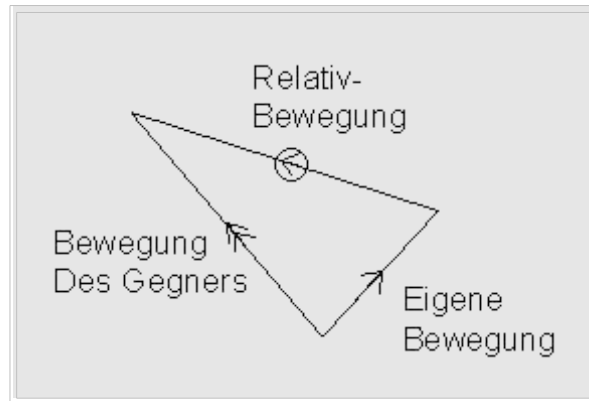 Relativ-
Bewegung
Bewegung
Des Gegners
Eigene
Bewegung